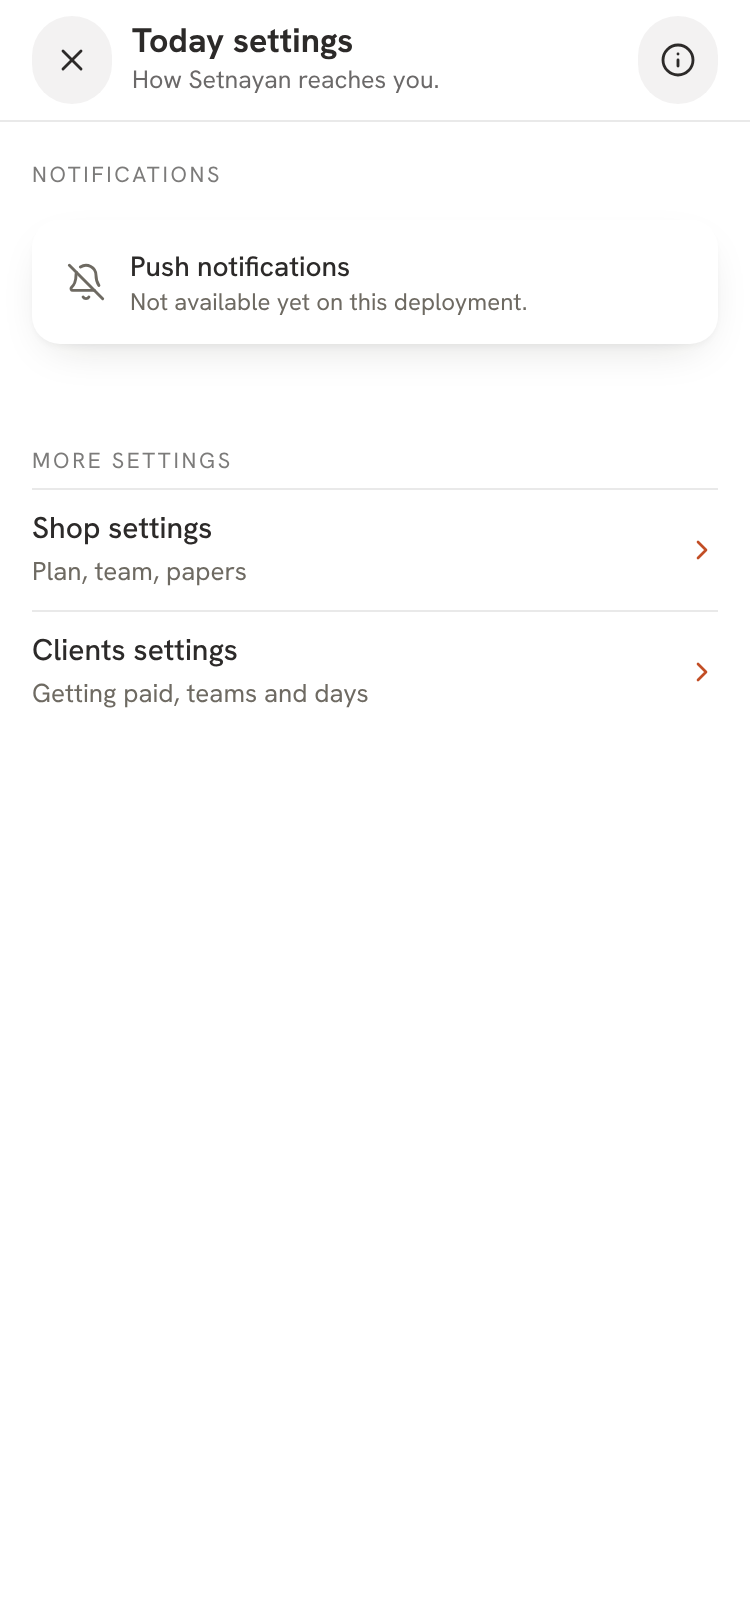 Today settings
How Setnayan reaches you.
NOTIFICATIONS
Push notifications
Not available yet on this deployment.
MORE SETTINGS
Shop settings
Plan, team, papers
Clients settings
Getting paid, teams and days